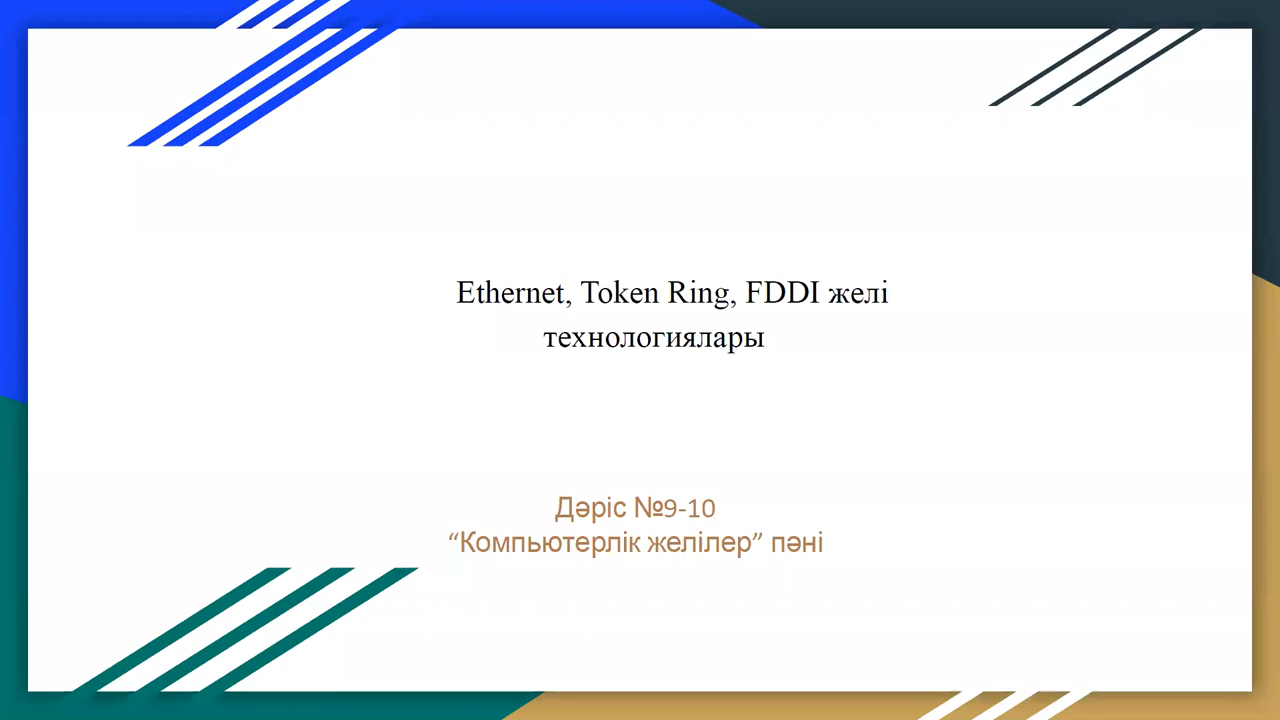 Ethernet, Token Ring, FDDI желі
технологиялары
Дәріс №9-10
“Компьютерлік желілер” пәні